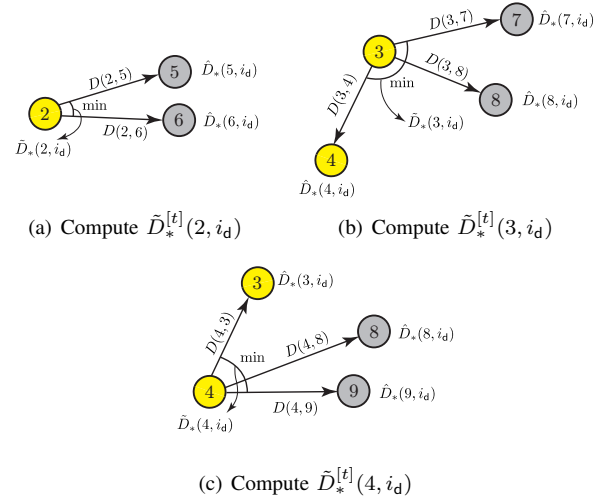 2
5
6
D(2,5)
D(2,6)
min
D̂_*(5, i_d)
D̂_*(6, i_d)
D̃_*(2, i_d)
(a) Compute D̃_*^{[t]}(2, i_d)
3
7
8
4
D(3,7)
D(3,8)
D(3,4)
min
D̂_*(7, i_d)
D̂_*(8, i_d)
D̃_*(3, i_d)
D̂_*(4, i_d)
(b) Compute D̃_*^{[t]}(3, i_d)
3
8
4
9
D(4,3)
D(4,8)
D(4,9)
min
D̂_*(3, i_d)
D̂_*(8, i_d)
D̂_*(9, i_d)
D̃_*(4, i_d)
(c) Compute D̃_*^{[t]}(4, i_d)